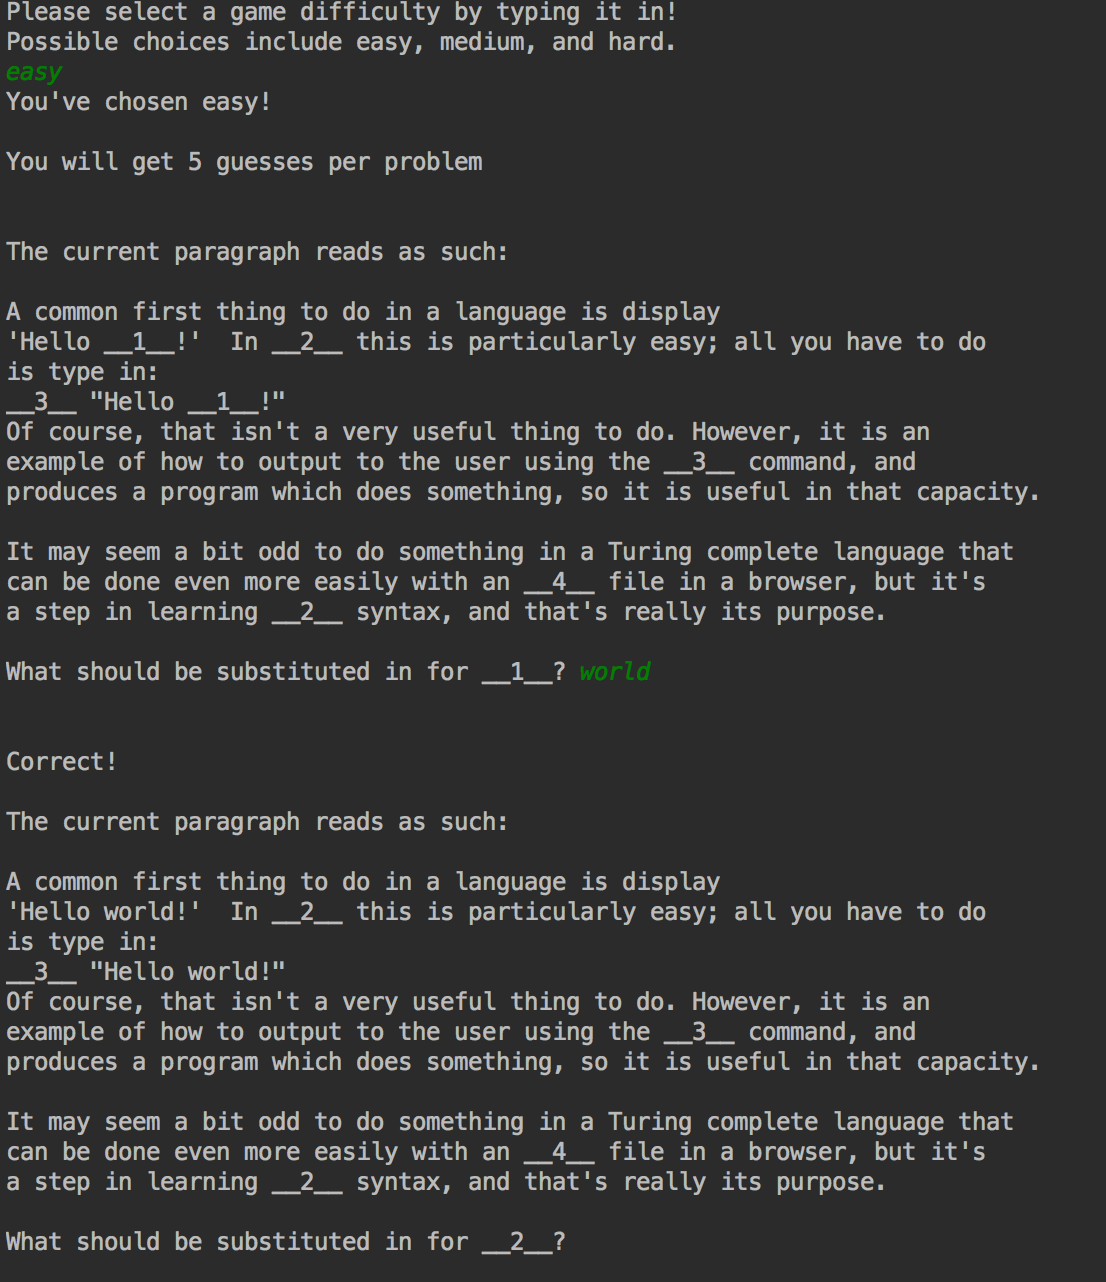 Please select a game difficulty by typing it in!
Possible choices include easy, medium, and hard.
easy
You've chosen easy!
You will get 5 guesses per problem
The current paragraph reads as such:
A common first thing to do in a language is display
'Hello __1__!'  In __2__ this is particularly easy; all you have to do
is type in:
__3__ "Hello __1__!"
Of course, that isn't a very useful thing to do. However, it is an
example of how to output to the user using the __3__ command, and
produces a program which does something, so it is useful in that capacity.
It may seem a bit odd to do something in a Turing complete language that
can be done even more easily with an __4__ file in a browser, but it's
a step in learning __2__ syntax, and that's really its purpose.
What should be substituted in for __1__? world
Correct!
The current paragraph reads as such:
A common first thing to do in a language is display
'Hello world!'  In __2__ this is particularly easy; all you have to do
is type in:
__3__ "Hello world!"
Of course, that isn't a very useful thing to do. However, it is an
example of how to output to the user using the __3__ command, and
produces a program which does something, so it is useful in that capacity.
It may seem a bit odd to do something in a Turing complete language that
can be done even more easily with an __4__ file in a browser, but it's
a step in learning __2__ syntax, and that's really its purpose.
What should be substituted in for __2__?